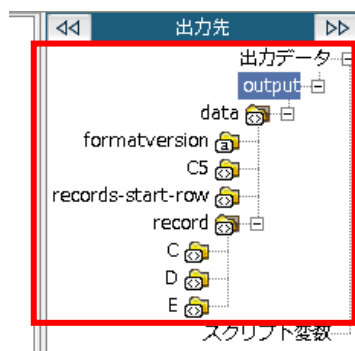 出力先
出力データ
output
data
formatversion
C5
records-start-row
record
C
D
E
スクリプト変数